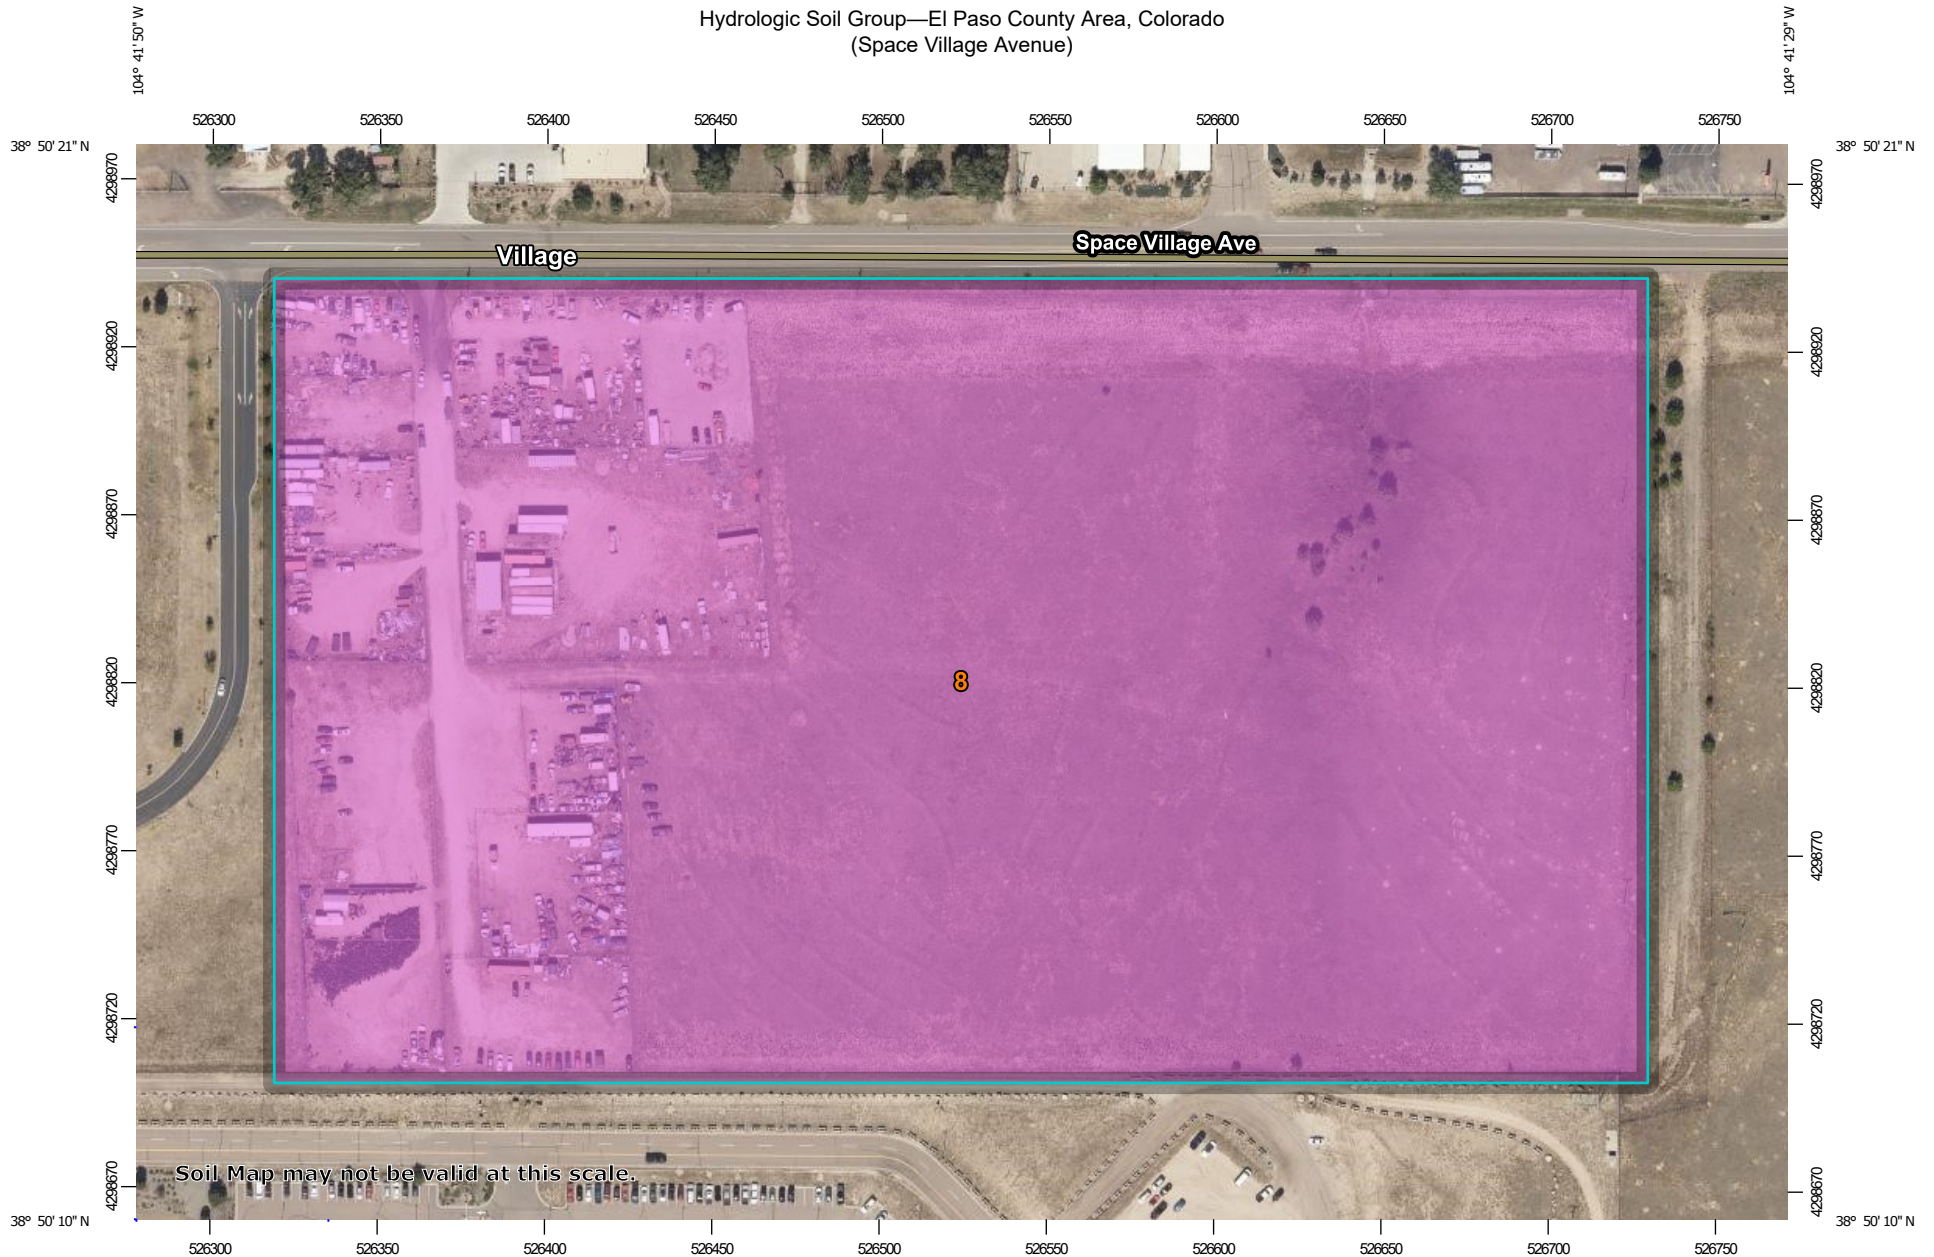 Hydrologic Soil Group—El Paso County Area, Colorado
(Space Village Avenue)
104° 41' 50" W
104° 41' 29" W
526300 526350 526400 526450 526500 526550 526600 526650 526700 526750
38° 50' 21" N
38° 50' 21" N
4298970
4298970
Space Village Ave
Village
4298920
4298920
4298870
4298870
8
4298820
4298820
4298770
4298770
4298720
4298720
Soil Map may not be valid at this scale.
4298670
4298670
38° 50' 10" N
38° 50' 10" N
526300 526350 526400 526450 526500 526550 526600 526650 526700 526750